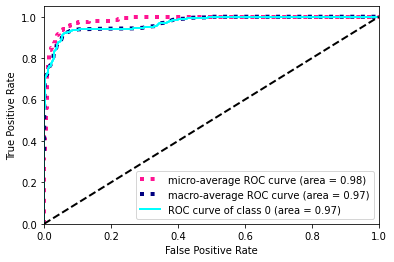 1.0
0.8
0.6
0.4
0.2
0.0
True Positive Rate
micro-average ROC curve (area = 0.98)
macro-average ROC curve (area = 0.97)
ROC curve of class 0 (area = 0.97)
0.0 0.2 0.4 0.6 0.8 1.0
False Positive Rate